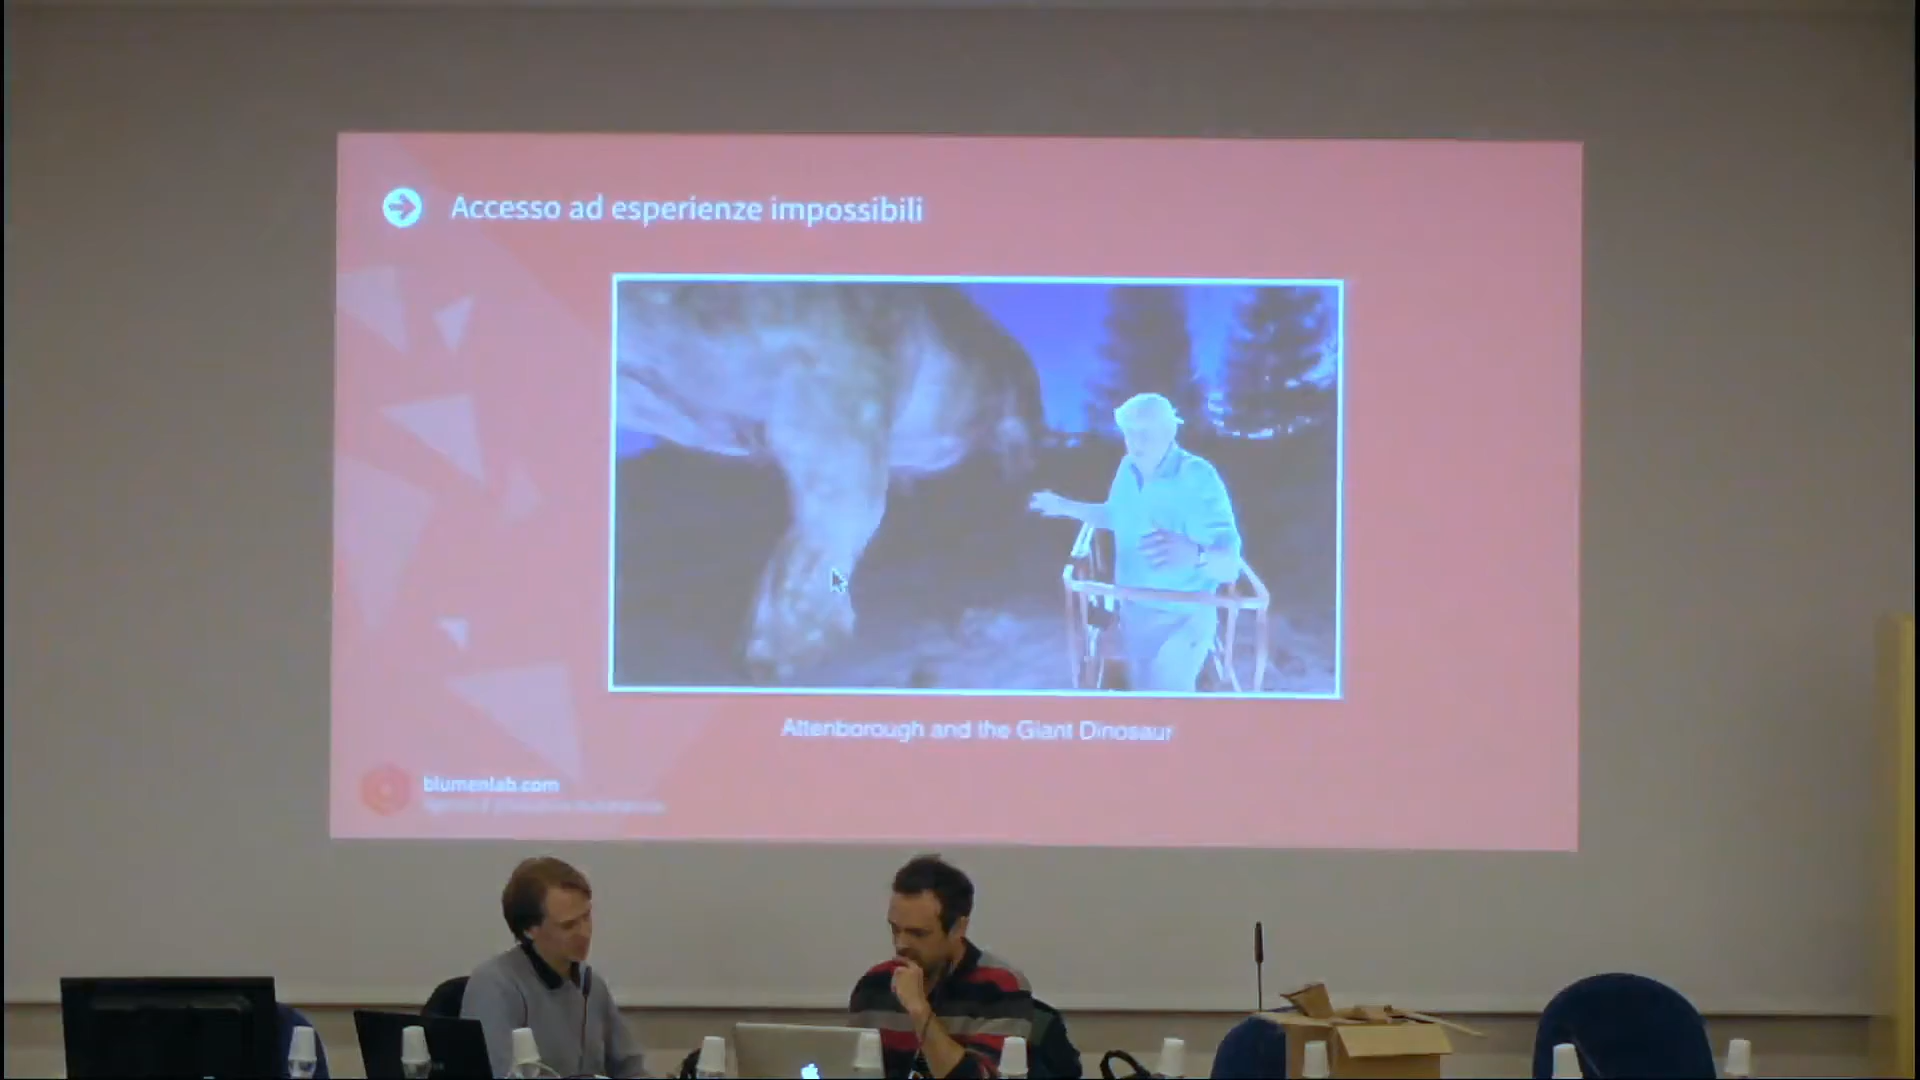 Accesso ad esperienze impossibili
Attenborough and the Giant Dinosaur
blumenlab.com